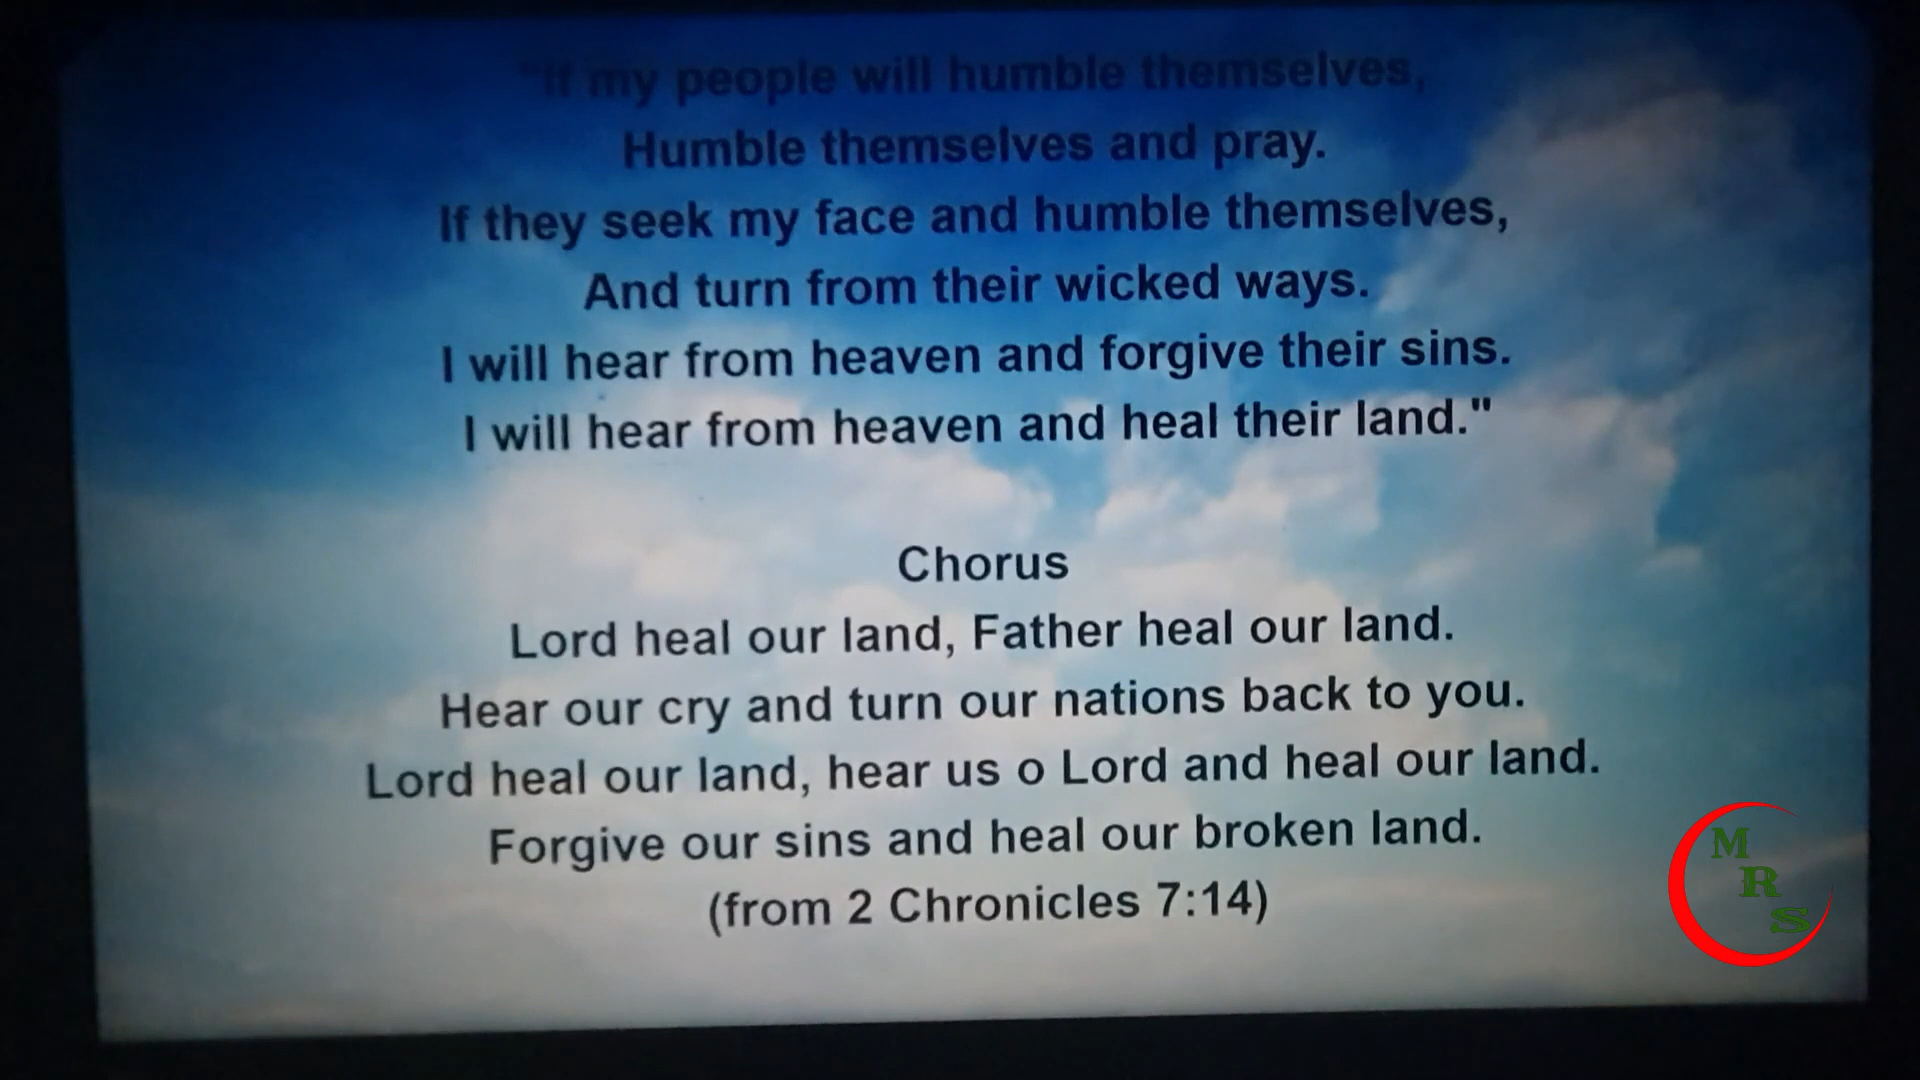 "If my people will humble themselves,
Humble themselves and pray.
If they seek my face and humble themselves,
And turn from their wicked ways.
I will hear from heaven and forgive their sins.
I will hear from heaven and heal their land."
Chorus
Lord heal our land, Father heal our land.
Hear our cry and turn our nations back to you.
Lord heal our land, hear us o Lord and heal our land.
Forgive our sins and heal our broken land.
(from 2 Chronicles 7:14)
M
R
S